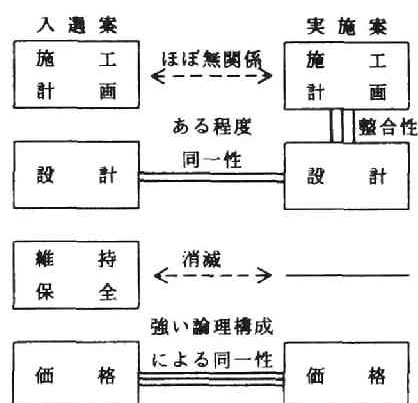 入選案　実施案
施工　ほぼ無関係　施工
計画　計画
ある程度　整合性
設計　同一性　設計
維持　消滅
保全
強い論理構成
による同一性
価格　価格